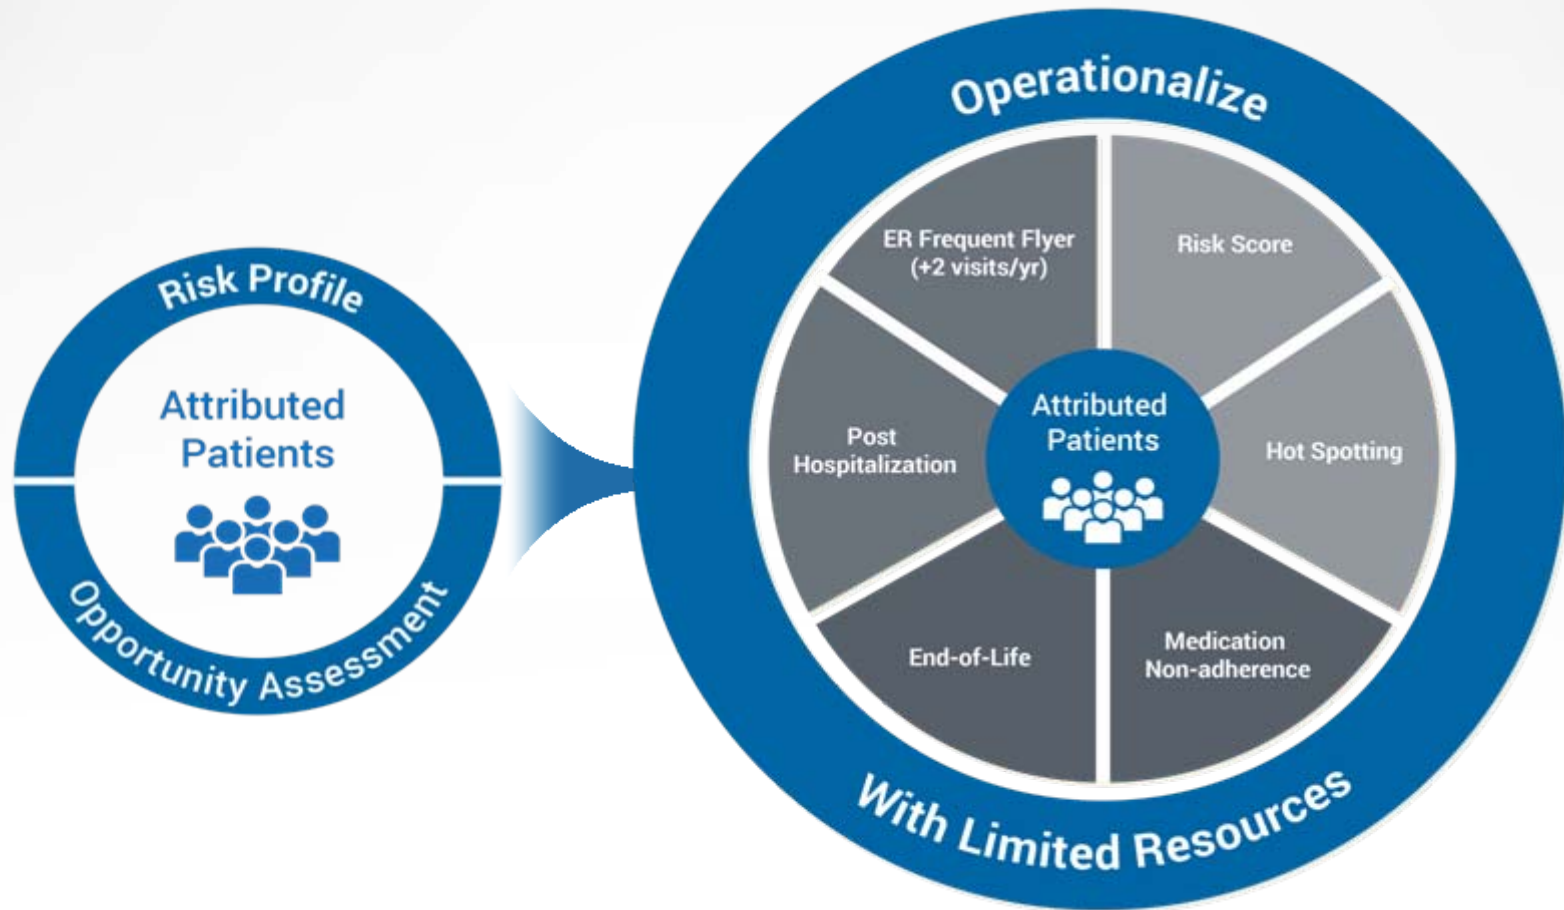 Risk Profile
Attributed
Patients
Opportunity Assessment
Operationalize
ER Frequent Flyer
(+2 visits/yr)
Risk Score
Post
Hospitalization
Attributed
Patients
Hot Spotting
End-of-Life
Medication
Non-adherence
With Limited Resources